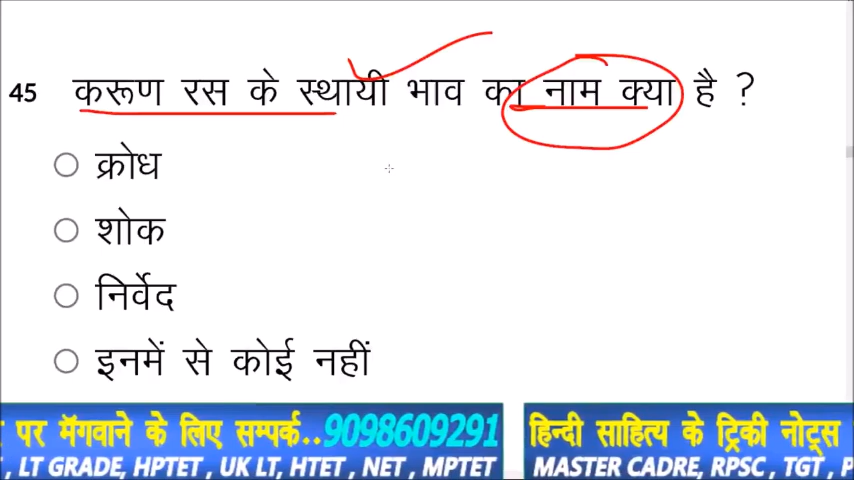 45 करूण रस के स्थायी भाव का नाम क्या है ?
क्रोध
शोक
निर्वेद
इनमें से कोई नहीं
पर मॅगवाने के लिए सम्पर्क..9098609291
हिन्दी साहित्य के ट्रिकी नोट्स
, LT GRADE, HPTET , UK LT, HTET , NET , MPTET
MASTER CADRE, RPSC , TGT , P